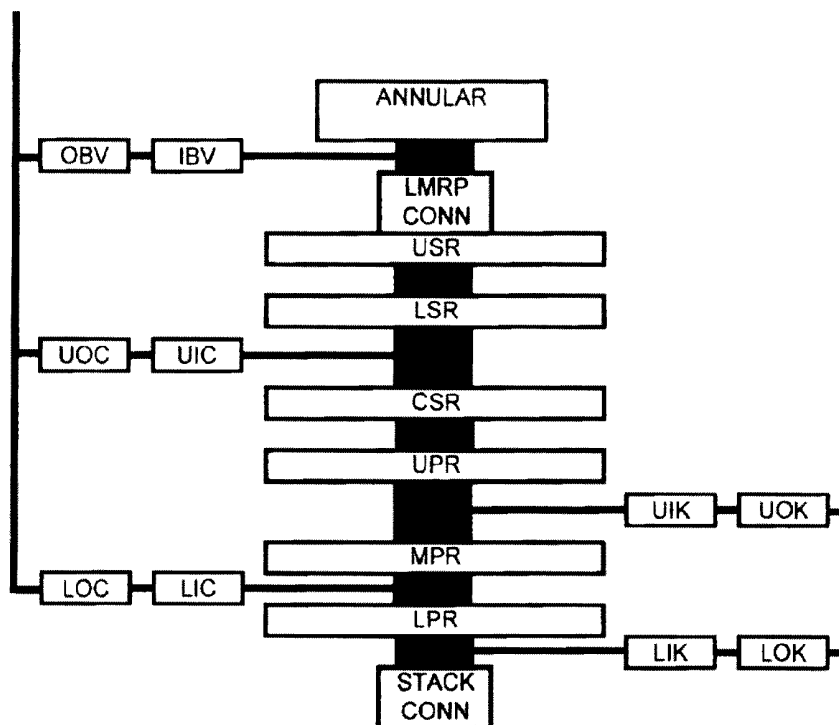 ANNULAR
OBV IBV
LMRP
CONN
USR
LSR
UOC UIC
CSR
UPR
UIK UOK
MPR
LOC LIC
LPR
LIK LOK
STACK
CONN